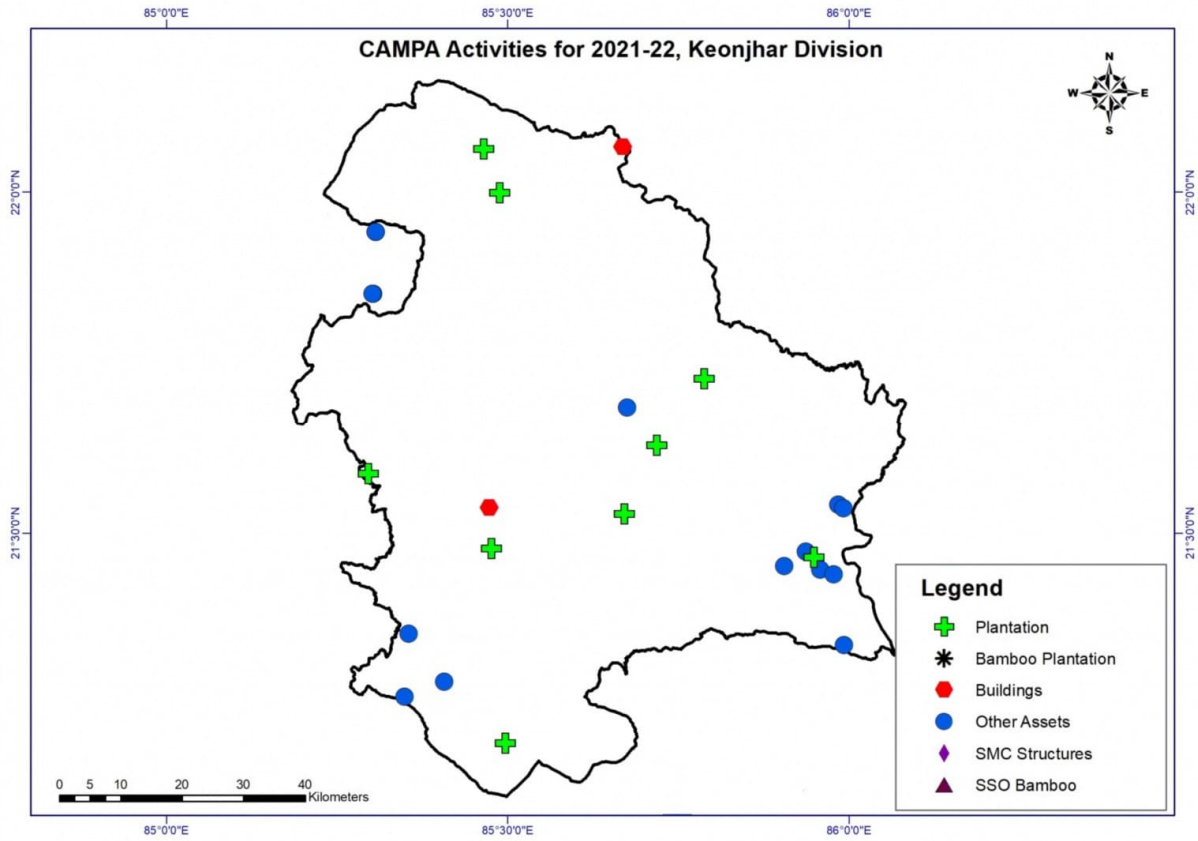 85°0'0"E 85°30'0"E 86°0'0"E
CAMPA Activities for 2021-22, Keonjhar Division
N
W E
S
22°0'0"N 22°0'0"N
21°30'0"N 21°30'0"N
Legend
Plantation
Bamboo Plantation
Buildings
Other Assets
SMC Structures
SSO Bamboo
0 5 10 20 30 40
Kilometers
85°0'0"E 85°30'0"E 86°0'0"E